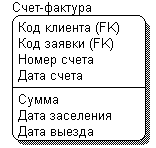 Счет-фактура
Код клиента (FK)
Код заявки (FK)
Номер счета
Дата счета
Сумма
Дата заселения
Дата выезда